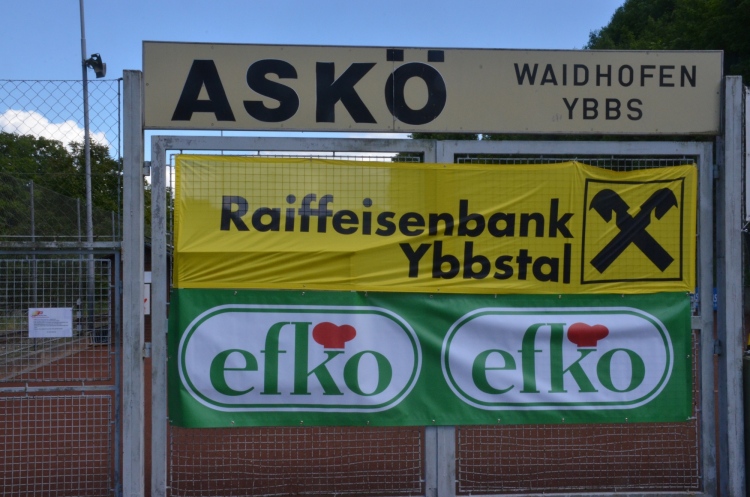 ASKÖ
WAIDHOFEN
YBBS
Raiffeisenbank
Ybbstal
efko
efko